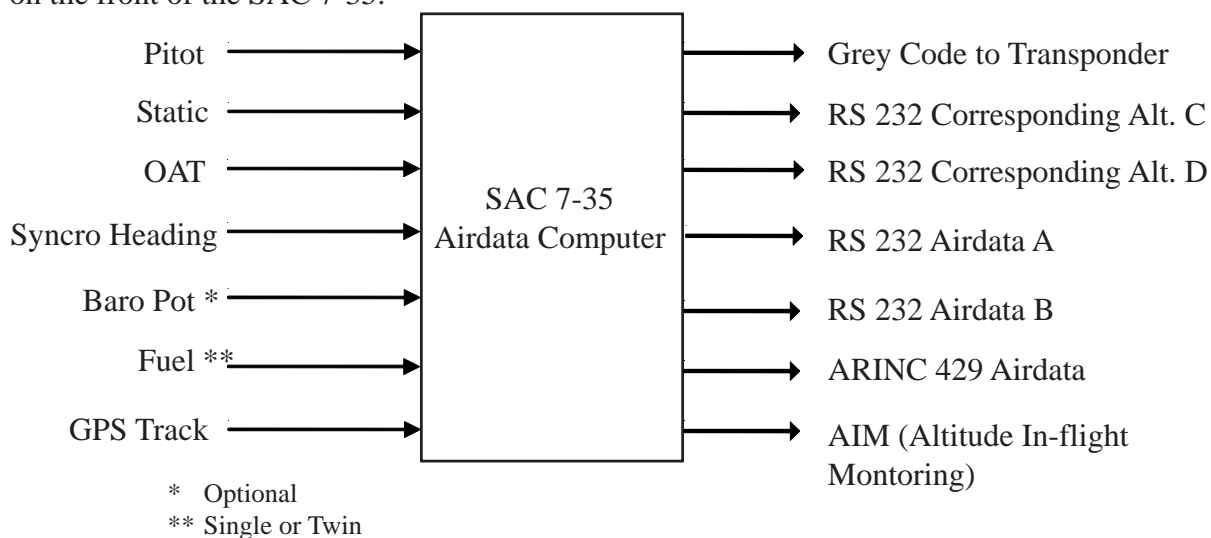 on the front of the SAC 7-35.
Pitot
Static
OAT
Syncro Heading
Baro Pot *
Fuel **
GPS Track
SAC 7-35
Airdata Computer
Grey Code to Transponder
RS 232 Corresponding Alt. C
RS 232 Corresponding Alt. D
RS 232 Airdata A
RS 232 Airdata B
ARINC 429 Airdata
AIM (Altitude In-flight
Montoring)
* Optional
** Single or Twin